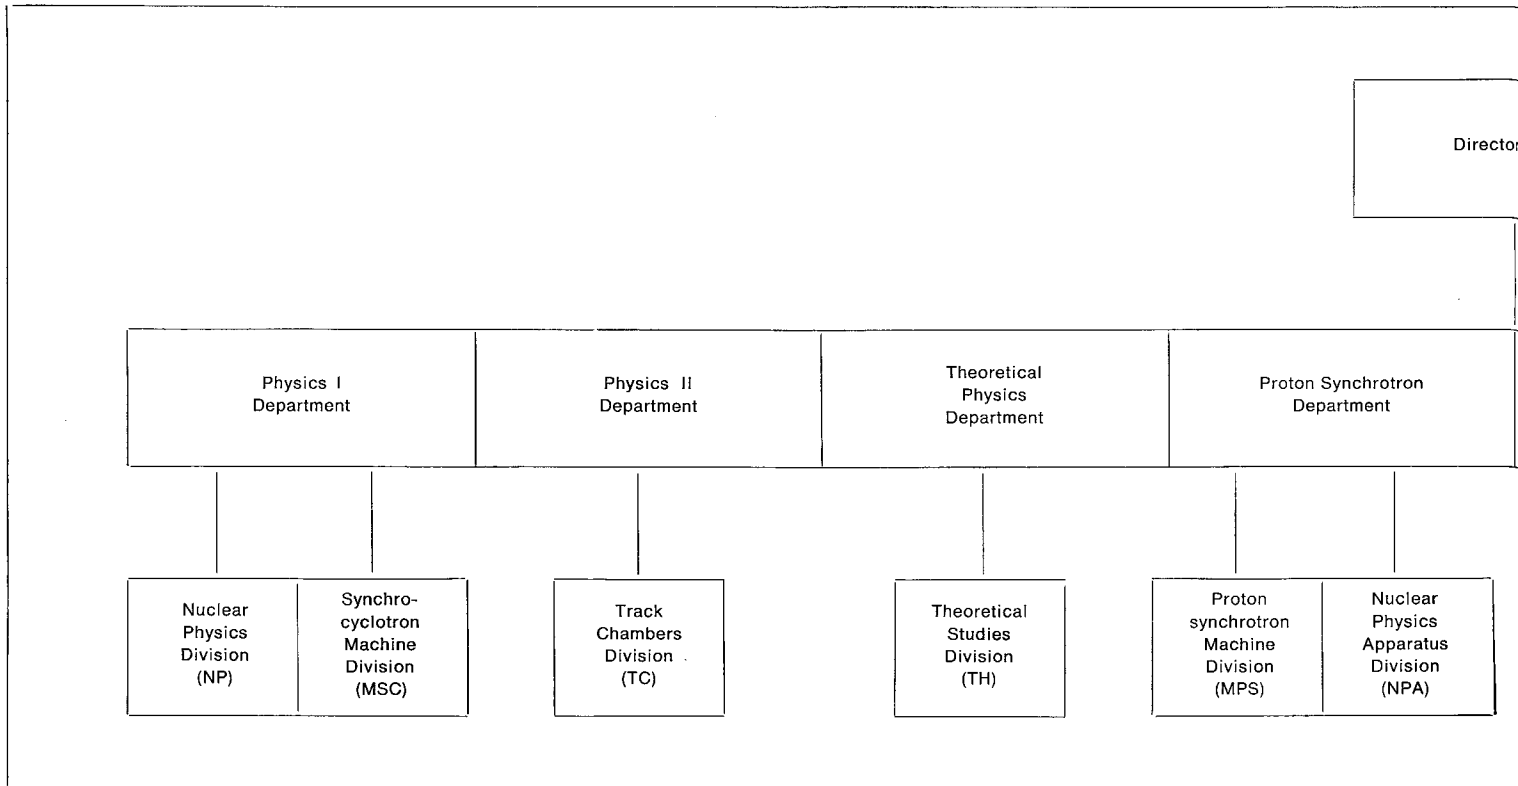 Director
Physics I
Department
Physics II
Department
Theoretical
Physics
Department
Proton Synchrotron
Department
Nuclear
Physics
Division
(NP)
Synchro-
cyclotron
Machine
Division
(MSC)
Track
Chambers
Division
(TC)
Theoretical
Studies
Division
(TH)
Proton
synchrotron
Machine
Division
(MPS)
Nuclear
Physics
Apparatus
Division
(NPA)